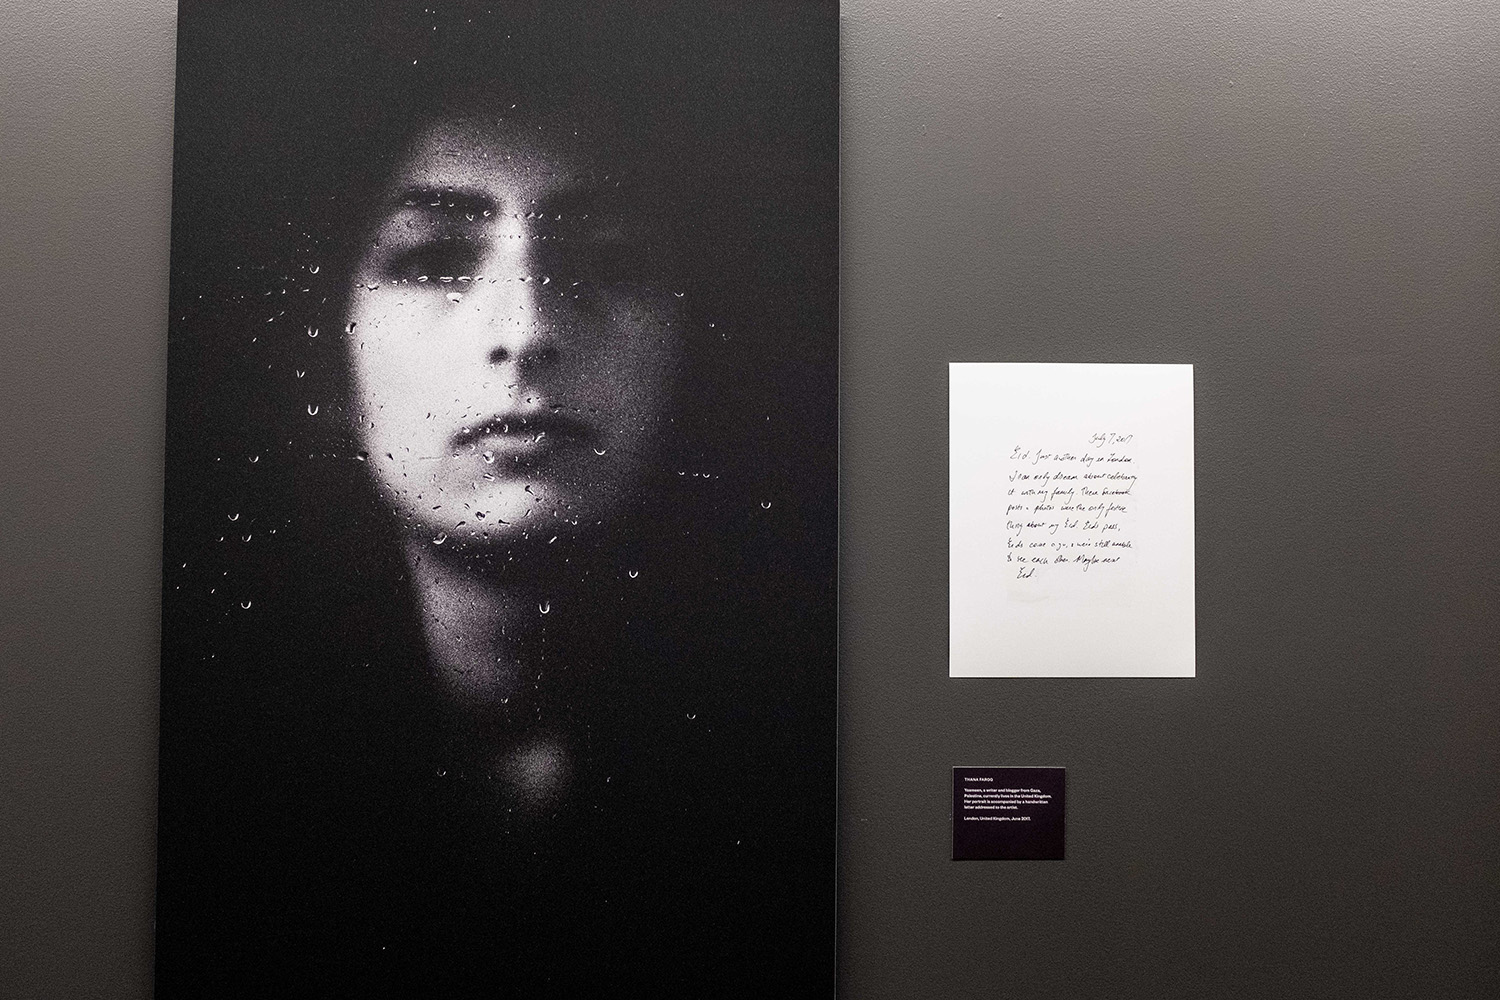 July 7, 2017
Eid. Just another day in London.
I can only dream about celebrating
it with my family. Their facebook
posts & photos were the only festive
thing about my Eid. Eids pass,
Eids come & go, & we're still unable
to see each other. Maybe next
Eid.
THANA FAROQ
Yasmeen, a writer and blogger from Gaza,
Palestine, currently lives in the United Kingdom.
Her portrait is accompanied by a handwritten
letter addressed to the artist.
London, United Kingdom, June 2017.